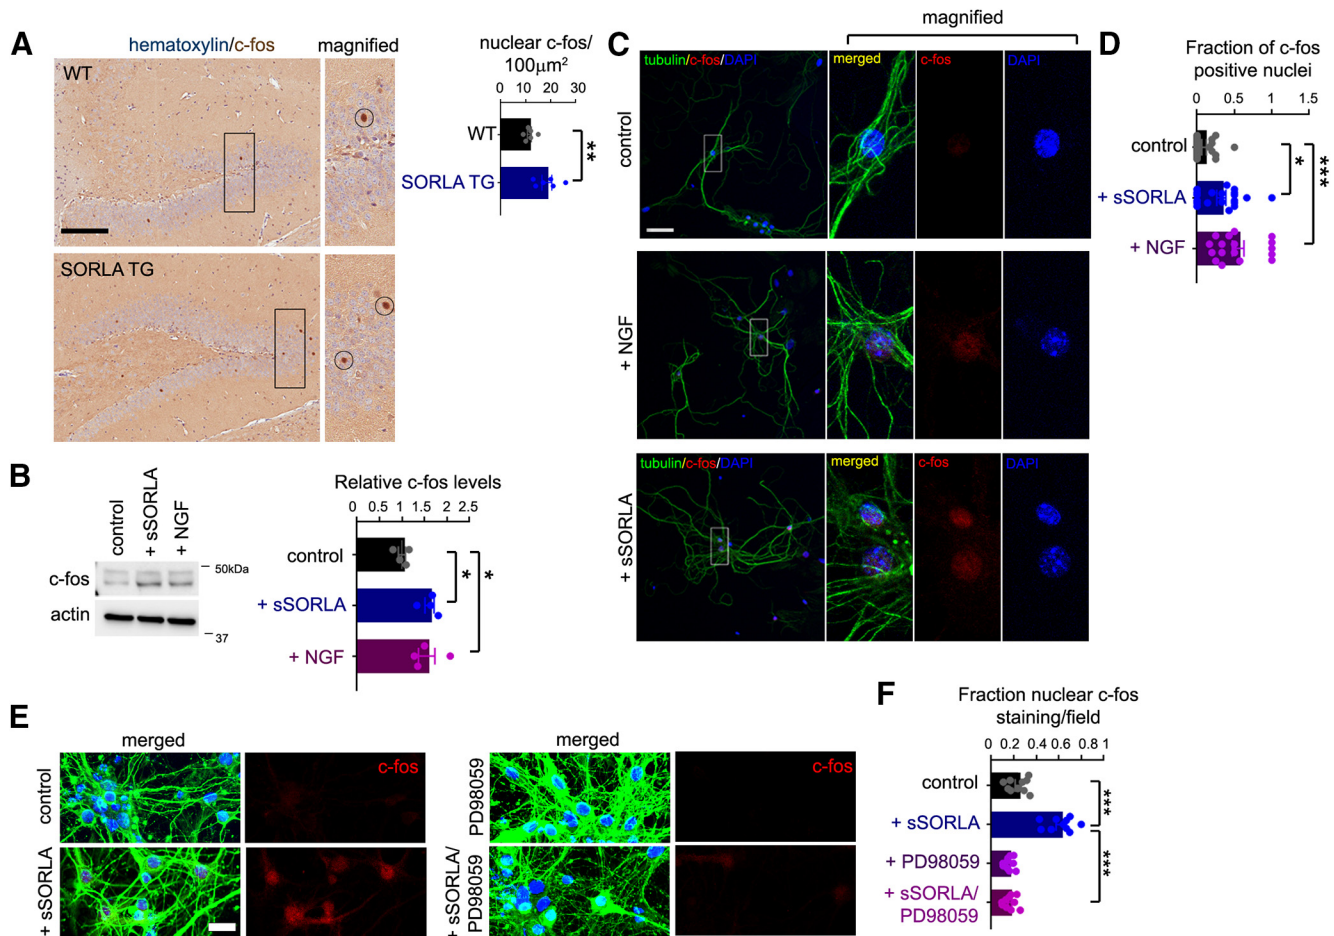 A
hematoxylin/c-fos
magnified
WT
SORLA TG
nuclear c-fos/
100μm²
0 10 20 30
WT
SORLA TG
**
B
control
+ sSORLA
+ NGF
c-fos
actin
50kDa
37
Relative c-fos levels
0 0.5 1 1.5 2 2.5
control
+ sSORLA
+ NGF
*
*
C
magnified
control
tubulin/c-fos/DAPI
merged
c-fos
DAPI
+ NGF
+ sSORLA
tubulin/c-fos/DAPI
merged
c-fos
DAPI
D
Fraction of c-fos
positive nuclei
0 0.5 1 1.5
control
+ sSORLA
+ NGF
*
***
E
merged
control
c-fos
+ sSORLA
merged
PD98059
c-fos
+ sSORLA/
PD98059
F
Fraction nuclear c-fos
staining/field
0 0.2 0.4 0.6 0.8 1
control
+ sSORLA
+ PD98059
+ sSORLA/
PD98059
***
***